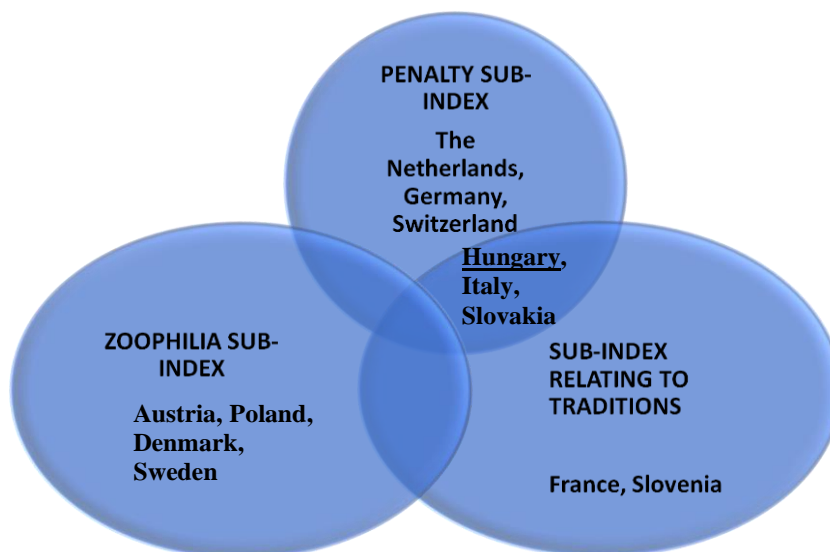 PENALTY SUB-
INDEX
The
Netherlands,
Germany,
Switzerland
Hungary,
Italy,
Slovakia
ZOOPHILIA SUB-
INDEX
Austria, Poland,
Denmark,
Sweden
SUB-INDEX
RELATING TO
TRADITIONS
France, Slovenia